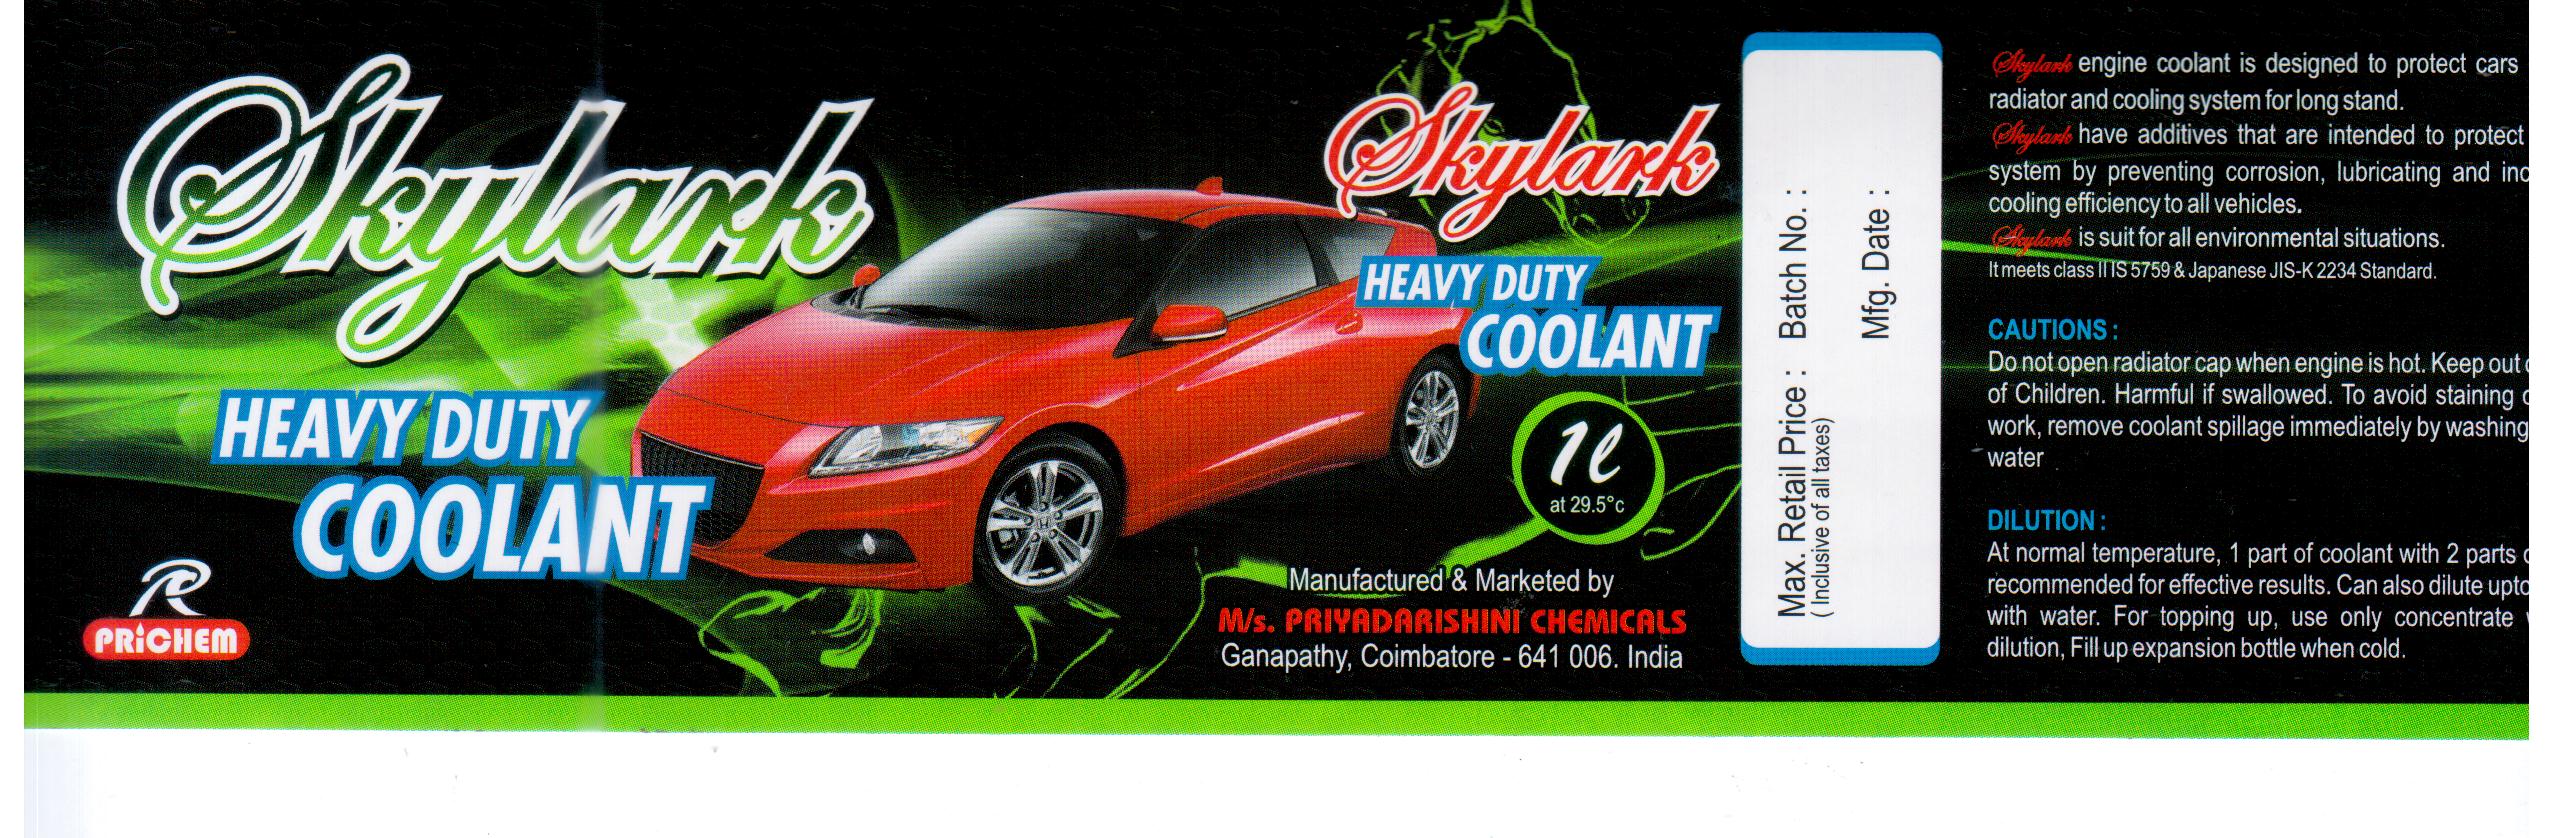 Skylark
HEAVY DUTY
COOLANT
PRiCHEM
Skylark
HEAVY DUTY
COOLANT
1l
at 29.5°c
Manufactured & Marketed by
M/s. PRIYADARISHINI CHEMICALS
Ganapathy, Coimbatore - 641 006. India
Max. Retail Price : Batch No. :
( Inclusive of all taxes)
Mfg. Date :
Skylark engine coolant is designed to protect cars
radiator and cooling system for long stand.
Skylark have additives that are intended to protect
system by preventing corrosion, lubricating and
cooling efficiency to all vehicles.
Skylark is suit for all environmental situations.
It meets class II IS 5759 & Japanese JIS-K 2234 Standard.
CAUTIONS :
Do not open radiator cap when engine is hot. Keep out
of Children. Harmful if swallowed. To avoid staining
work, remove coolant spillage immediately by washing
water
DILUTION :
At normal temperature, 1 part of coolant with 2 parts
recommended for effective results. Can also dilute upto
with water. For topping up, use only concentrate
dilution, Fill up expansion bottle when cold.